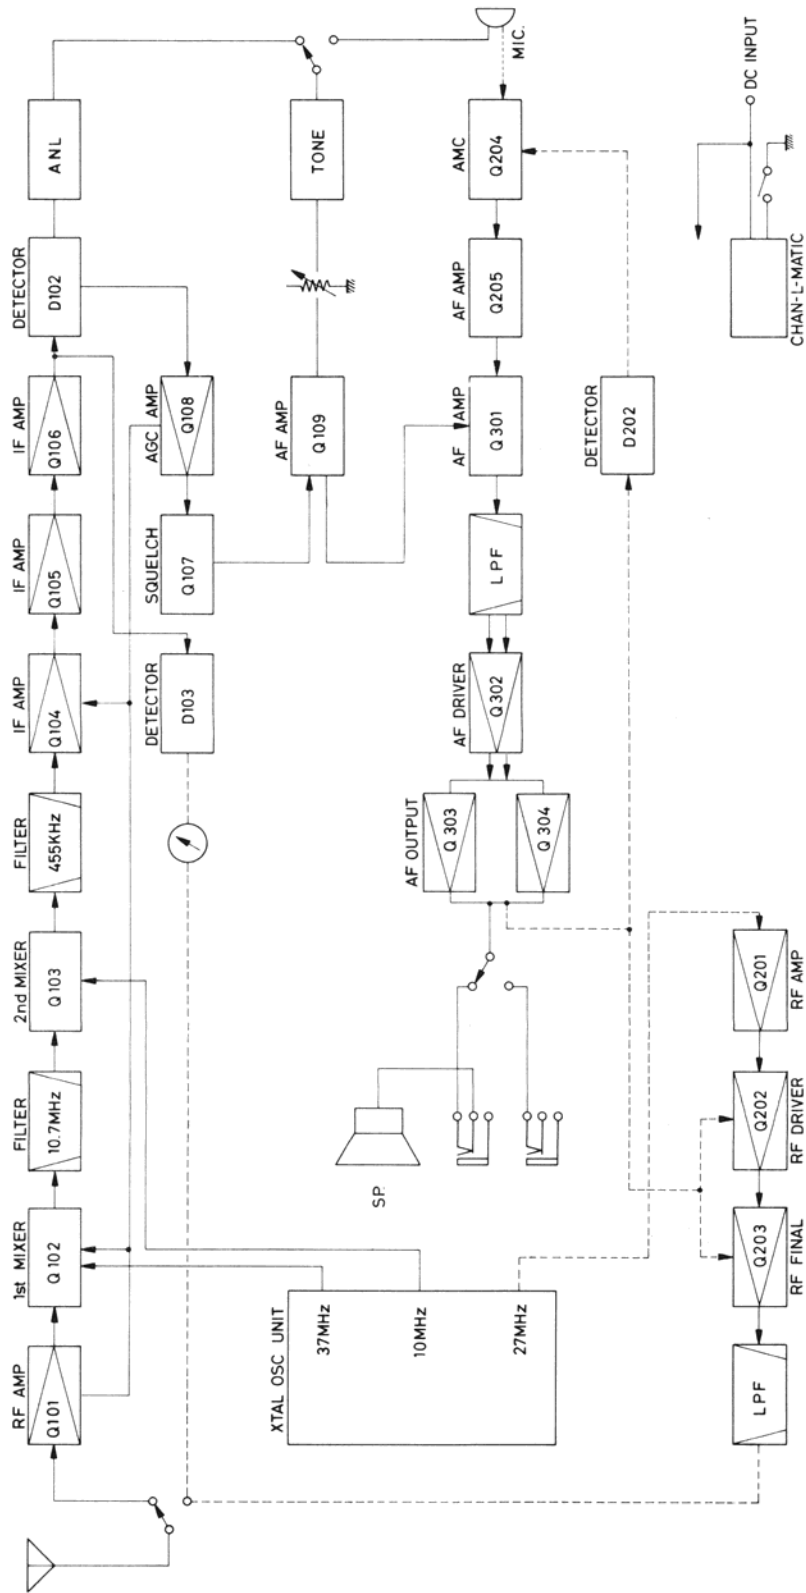 RF AMP
Q101
1st MIXER
Q102
FILTER
10.7MHz
2nd MIXER
Q103
FILTER
455KHz
IF AMP
Q104
IF AMP
Q105
IF AMP
Q106
DETECTOR
D102
ANL
DETECTOR
D103
SQUELCH
Q107
AGC AMP
Q108
XTAL OSC UNIT
37MHz
10MHz
27MHz
AF AMP
Q109
TONE
SP.
AF OUTPUT
Q303
Q304
AF DRIVER
Q302
LPF
AF AMP
Q301
AF AMP
Q205
AMC
Q204
MIC.
DETECTOR
D202
LPF
Q203
RF FINAL
Q202
RF DRIVER
Q201
RF AMP
CHAN-L-MATIC
DC INPUT